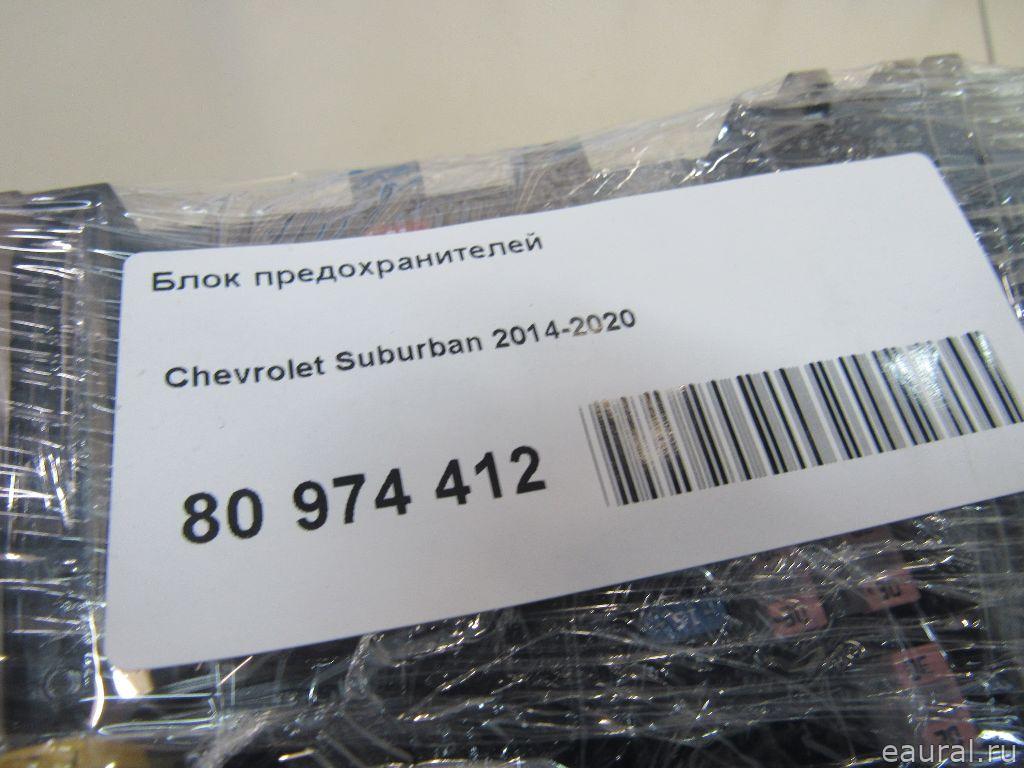 Блок предохранителей
Chevrolet Suburban 2014-2020
80 974 412
eaural.ru